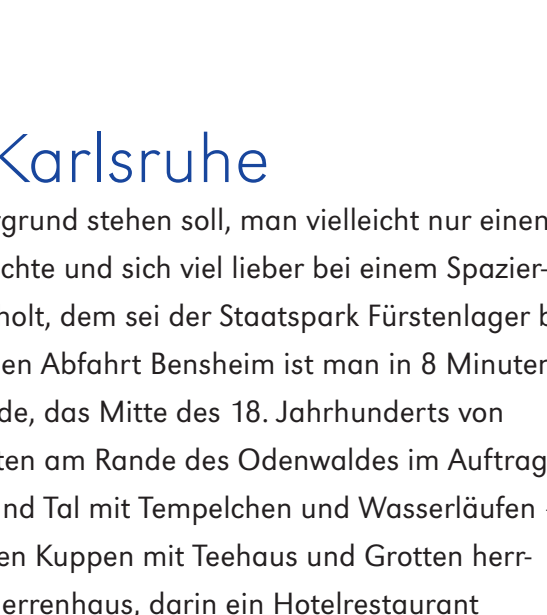 Karlsruhe
rgrund stehen soll, man vielleicht nur einen
chte und sich viel lieber bei einem Spazier-
holt, dem sei der Staatspark Fürstenlager b
en Abfahrt Bensheim ist man in 8 Minuten
de, das Mitte des 18. Jahrhunderts von
ten am Rande des Odenwaldes im Auftrag
nd Tal mit Tempelchen und Wasserläufen -
en Kuppen mit Teehaus und Grotten herr-
errenhaus, darin ein Hotelrestaurant